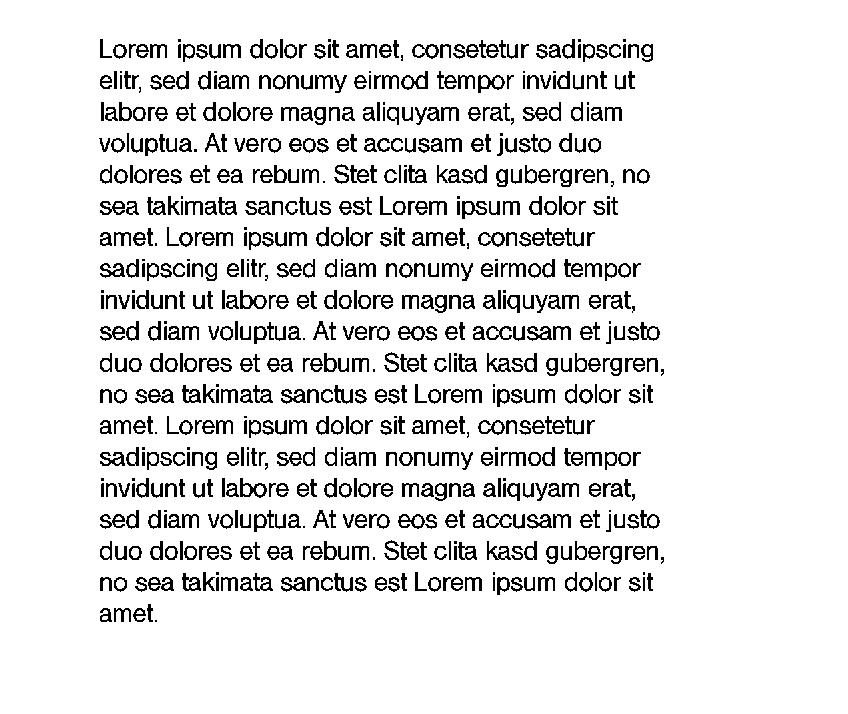 Lorem ipsum dolor sit amet, consetetur sadipscing
elitr, sed diam nonumy eirmod tempor invidunt ut
labore et dolore magna aliquyam erat, sed diam
voluptua. At vero eos et accusam et justo duo
dolores et ea rebum. Stet clita kasd gubergren, no
sea takimata sanctus est Lorem ipsum dolor sit
amet. Lorem ipsum dolor sit amet, consetetur
sadipscing elitr, sed diam nonumy eirmod tempor
invidunt ut labore et dolore magna aliquyam erat,
sed diam voluptua. At vero eos et accusam et justo
duo dolores et ea rebum. Stet clita kasd gubergren,
no sea takimata sanctus est Lorem ipsum dolor sit
amet. Lorem ipsum dolor sit amet, consetetur
sadipscing elitr, sed diam nonumy eirmod tempor
invidunt ut labore et dolore magna aliquyam erat,
sed diam voluptua. At vero eos et accusam et justo
duo dolores et ea rebum. Stet clita kasd gubergren,
no sea takimata sanctus est Lorem ipsum dolor sit
amet.